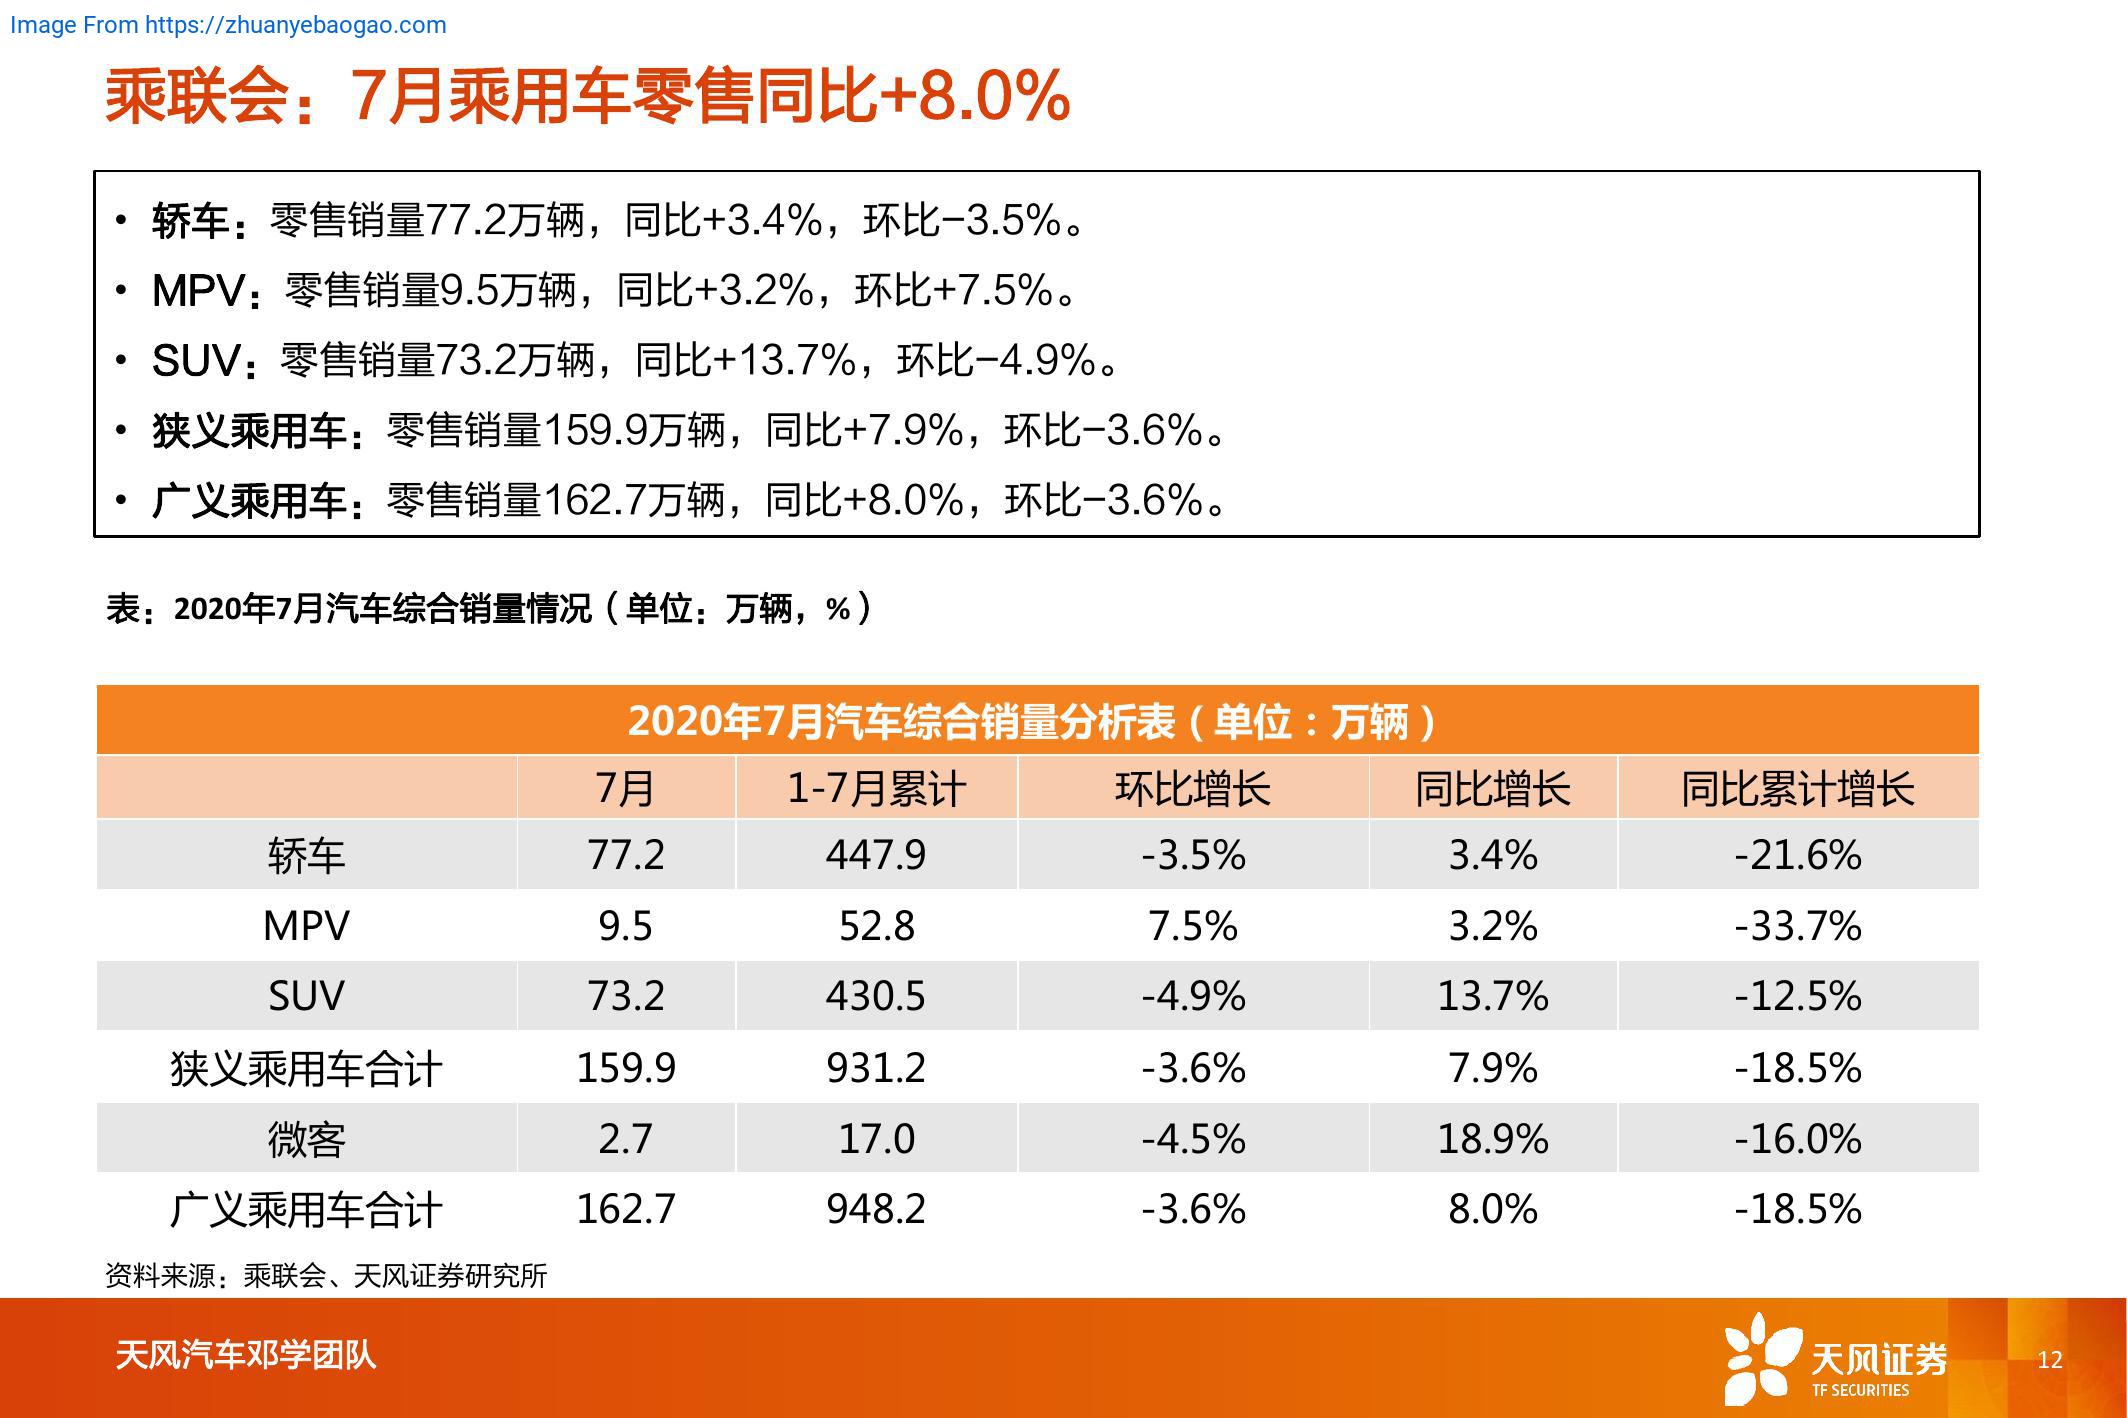 Image From https://zhuanyebaogao.com
乘联会：7月乘用车零售同比+8.0%
• 轿车：零售销量77.2万辆，同比+3.4%，环比-3.5%。
• MPV：零售销量9.5万辆，同比+3.2%，环比+7.5%。
• SUV：零售销量73.2万辆，同比+13.7%，环比-4.9%。
• 狭义乘用车：零售销量159.9万辆，同比+7.9%，环比-3.6%。
• 广义乘用车：零售销量162.7万辆，同比+8.0%，环比-3.6%。
表：2020年7月汽车综合销量情况（单位：万辆，%）
2020年7月汽车综合销量分析表（单位：万辆）
7月 1-7月累计 环比增长 同比增长 同比累计增长
轿车 77.2 447.9 -3.5% 3.4% -21.6%
MPV 9.5 52.8 7.5% 3.2% -33.7%
SUV 73.2 430.5 -4.9% 13.7% -12.5%
狭义乘用车合计 159.9 931.2 -3.6% 7.9% -18.5%
微客 2.7 17.0 -4.5% 18.9% -16.0%
广义乘用车合计 162.7 948.2 -3.6% 8.0% -18.5%
资料来源：乘联会、天风证券研究所
天风汽车邓学团队
天风证券
TF SECURITIES
12